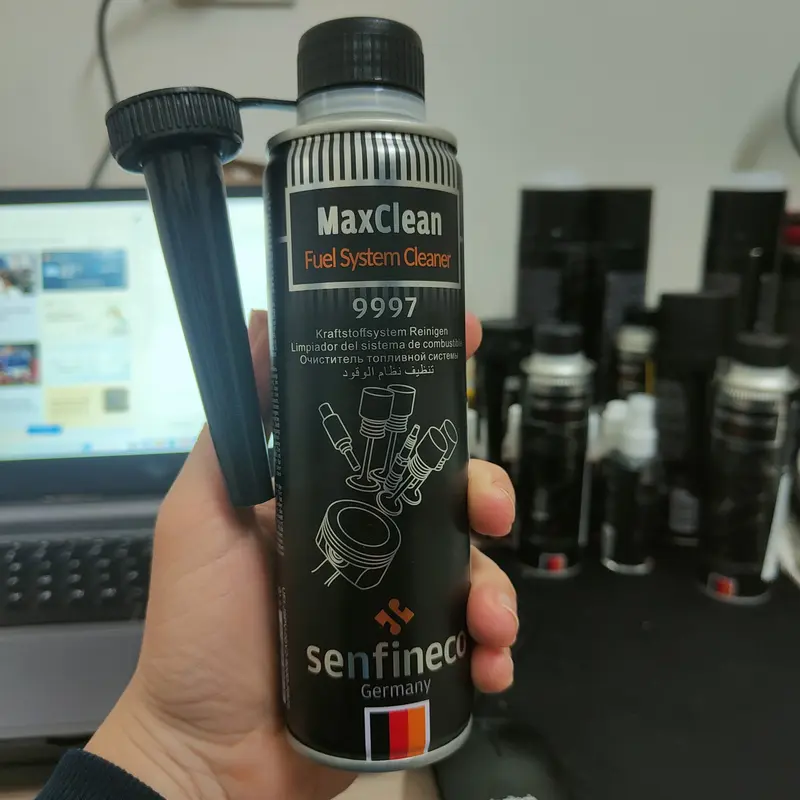 MaxClean
Fuel System Cleaner
9997
Kraftstoffsystem Reinigen
Limpiador del sistema de combustible
Очиститель топливной системы
تنظيف نظام الوقود
senfineco
Germany